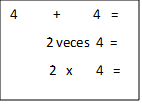 4 + 4 =
2 veces 4 =
2 x 4 =